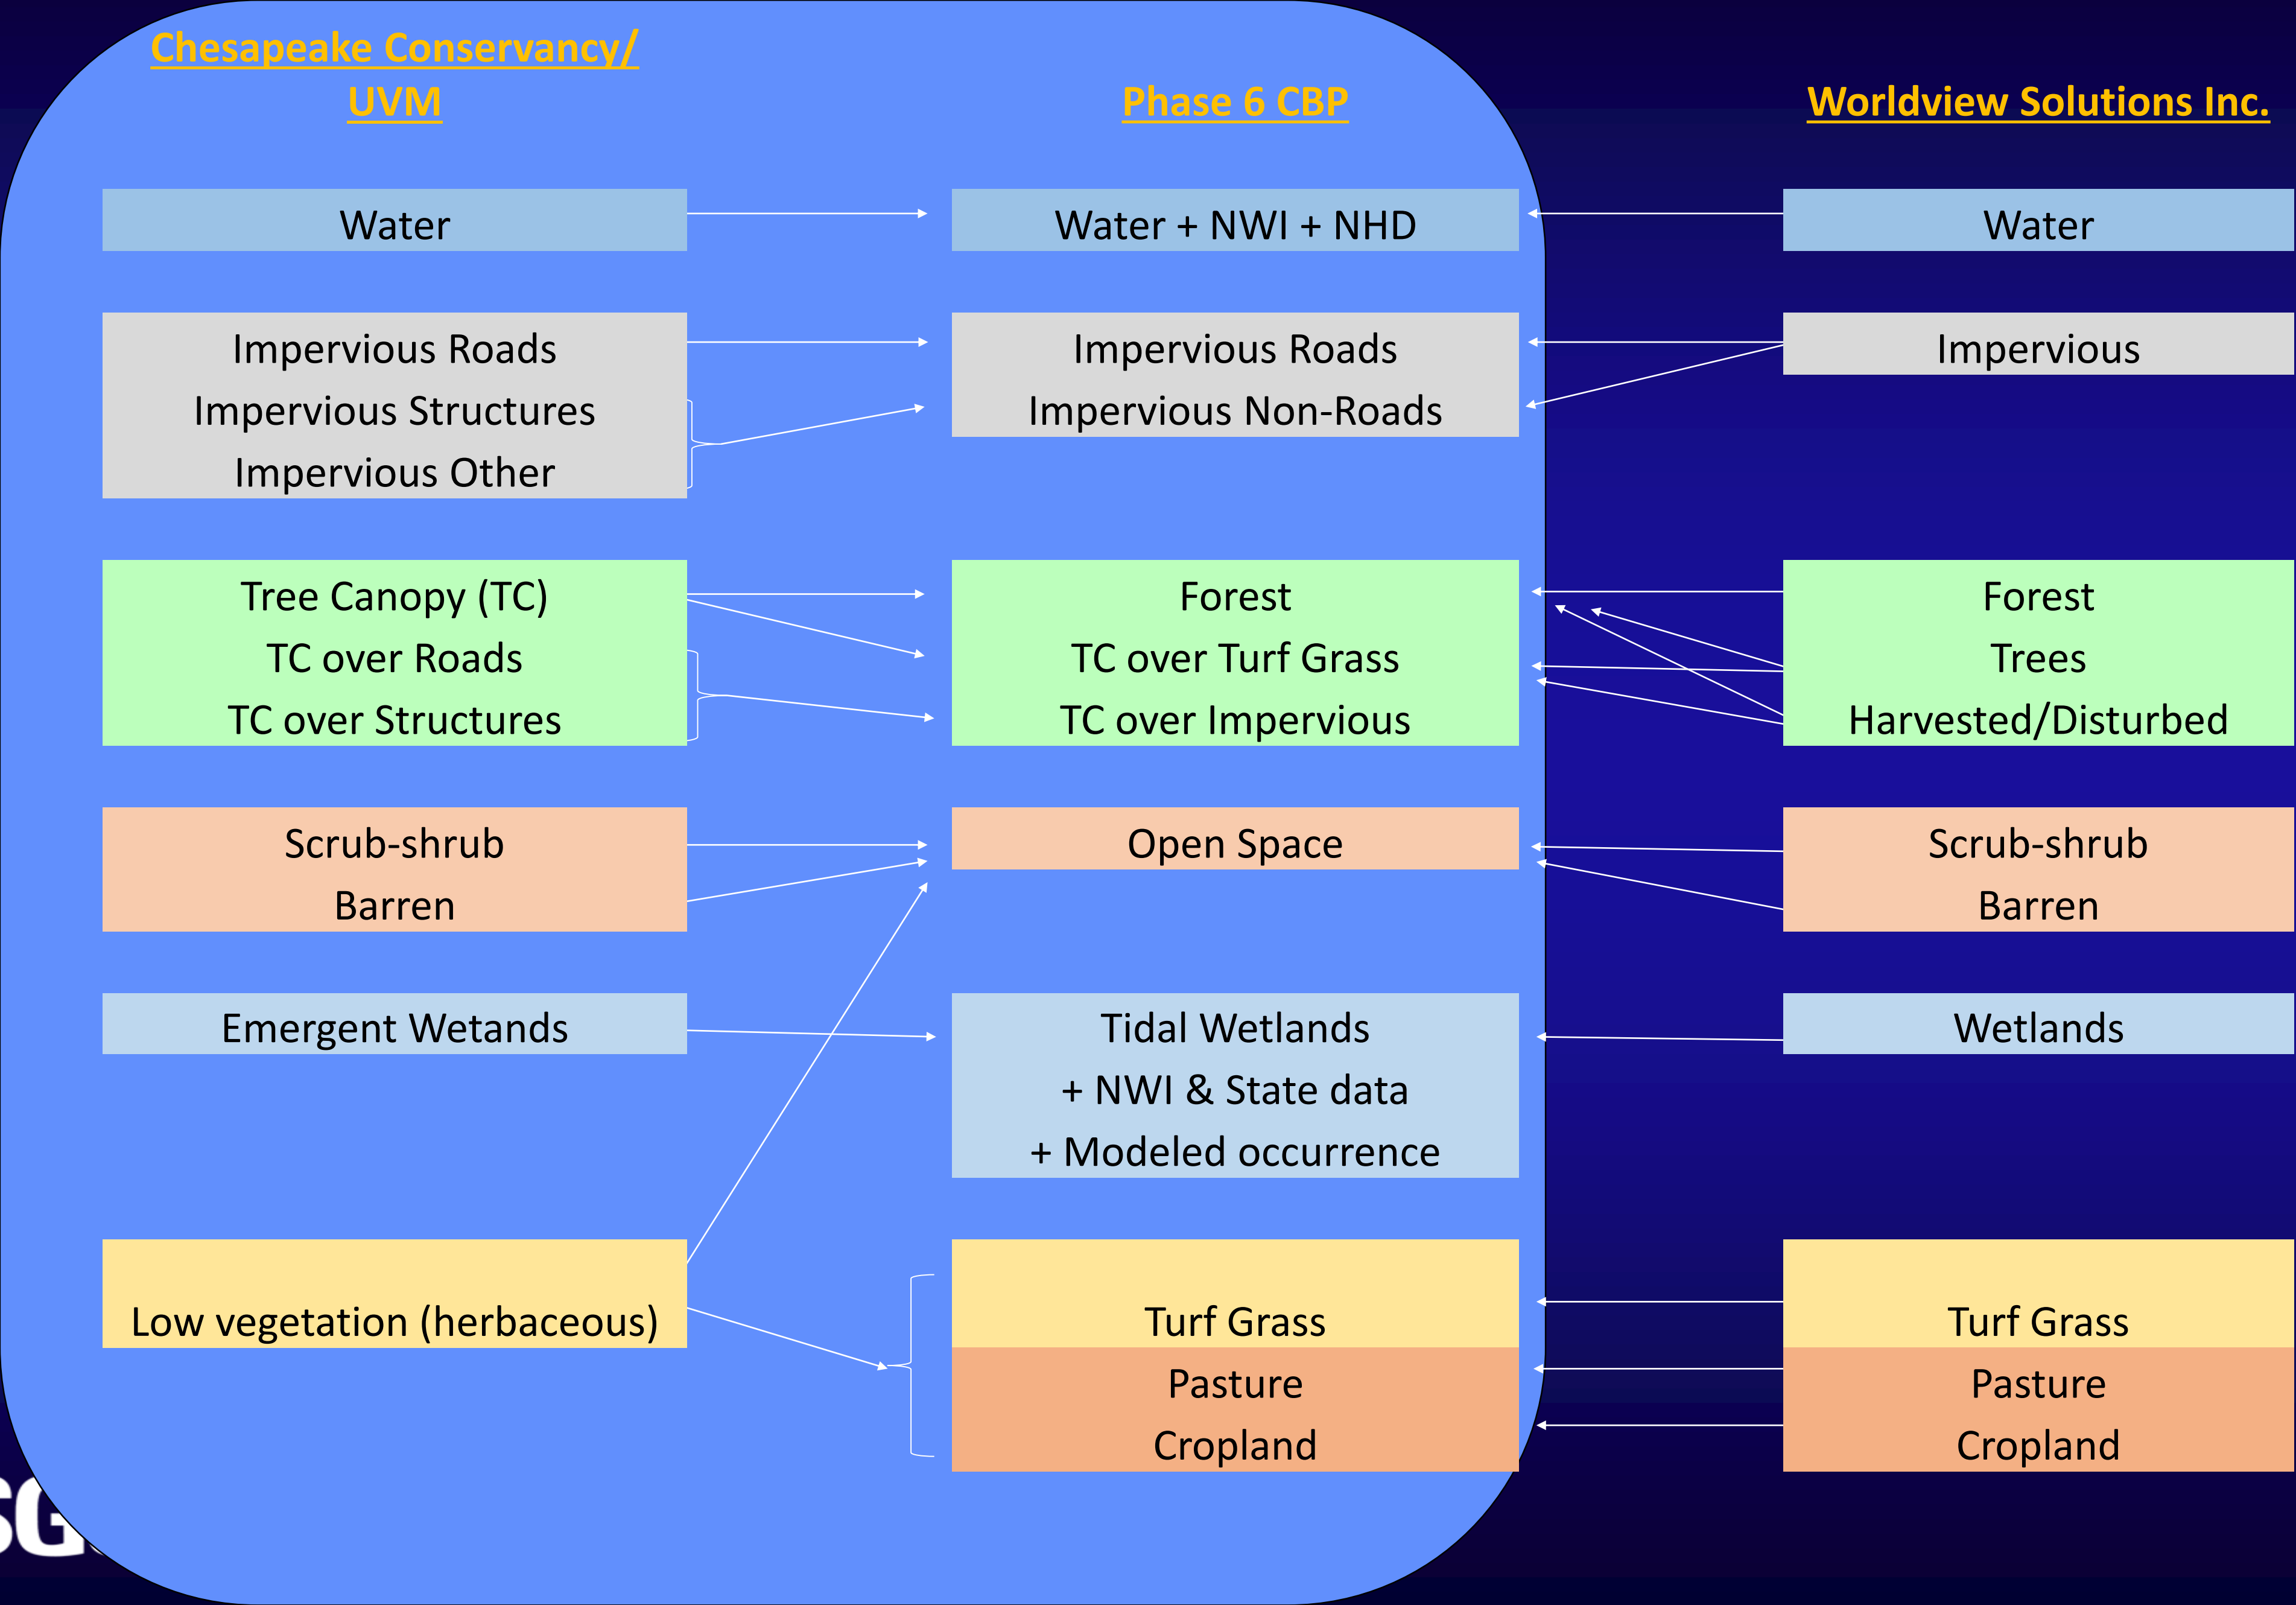 Chesapeake Conservancy/
UVM
Phase 6 CBP
Worldview Solutions Inc.
Water
Water + NWI + NHD
Water
Impervious Roads
Impervious Roads
Impervious
Impervious Structures
Impervious Non-Roads
Impervious Other
Tree Canopy (TC)
Forest
Forest
TC over Roads
TC over Turf Grass
Trees
TC over Structures
TC over Impervious
Harvested/Disturbed
Scrub-shrub
Open Space
Scrub-shrub
Barren
Barren
Emergent Wetands
Tidal Wetlands
Wetlands
+ NWI & State data
+ Modeled occurrence
Low vegetation (herbaceous)
Turf Grass
Turf Grass
Pasture
Pasture
Cropland
Cropland